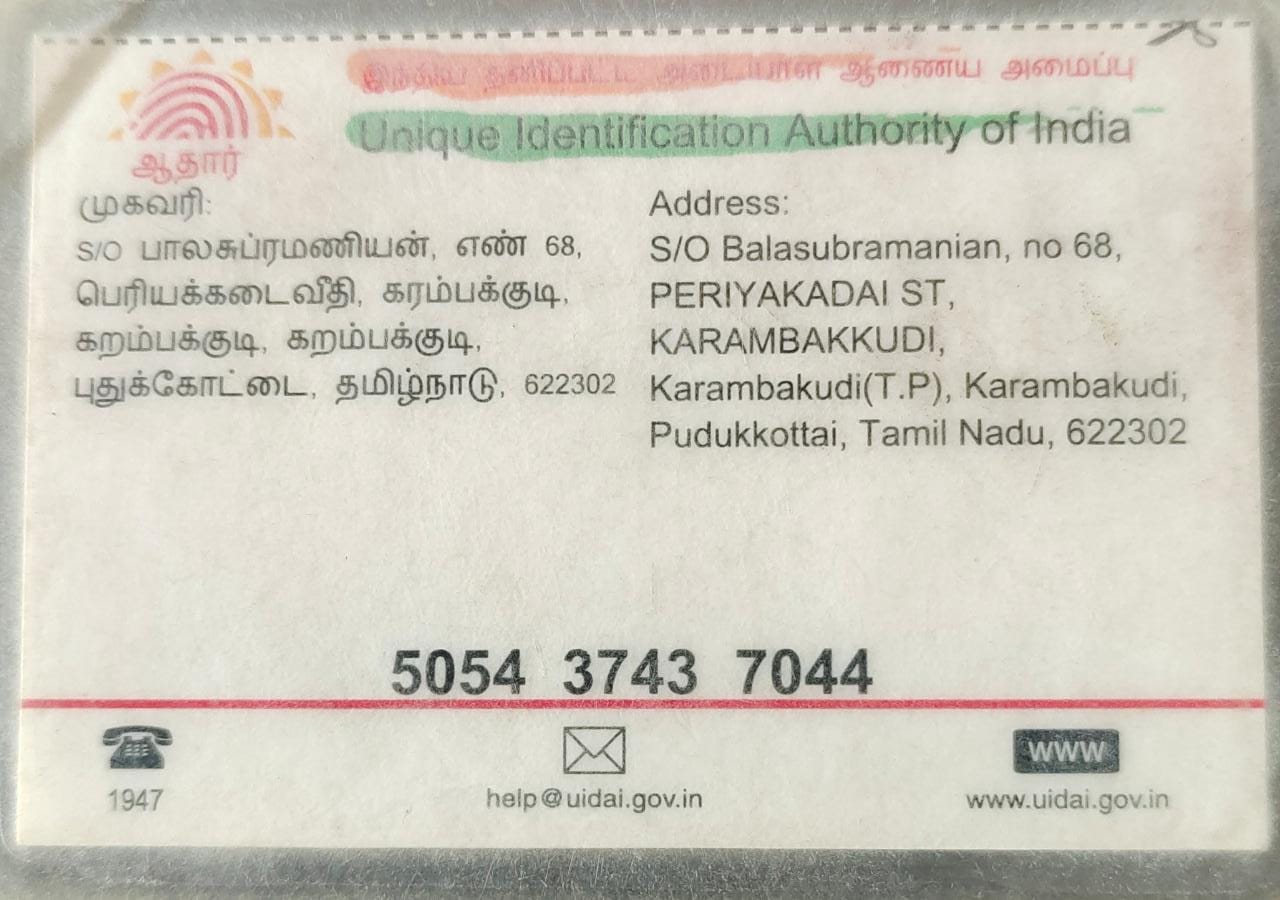 இந்திய தனிப்பட்ட அடையாள ஆணைய அமைப்பு
Unique Identification Authority of India
ஆதார்
முகவரி:
S/O பாலசுப்ரமணியன், எண் 68,
பெரியக்கடைவீதி, கரம்பக்குடி,
கறம்பக்குடி, கறம்பக்குடி,
புதுக்கோட்டை, தமிழ்நாடு, 622302
Address:
S/O Balasubramanian, no 68,
PERIYAKADAI ST,
KARAMBAKKUDI,
Karambakudi(T.P), Karambakudi,
Pudukkottai, Tamil Nadu, 622302
5054 3743 7044
1947
help@uidai.gov.in
WWW
www.uidai.gov.in